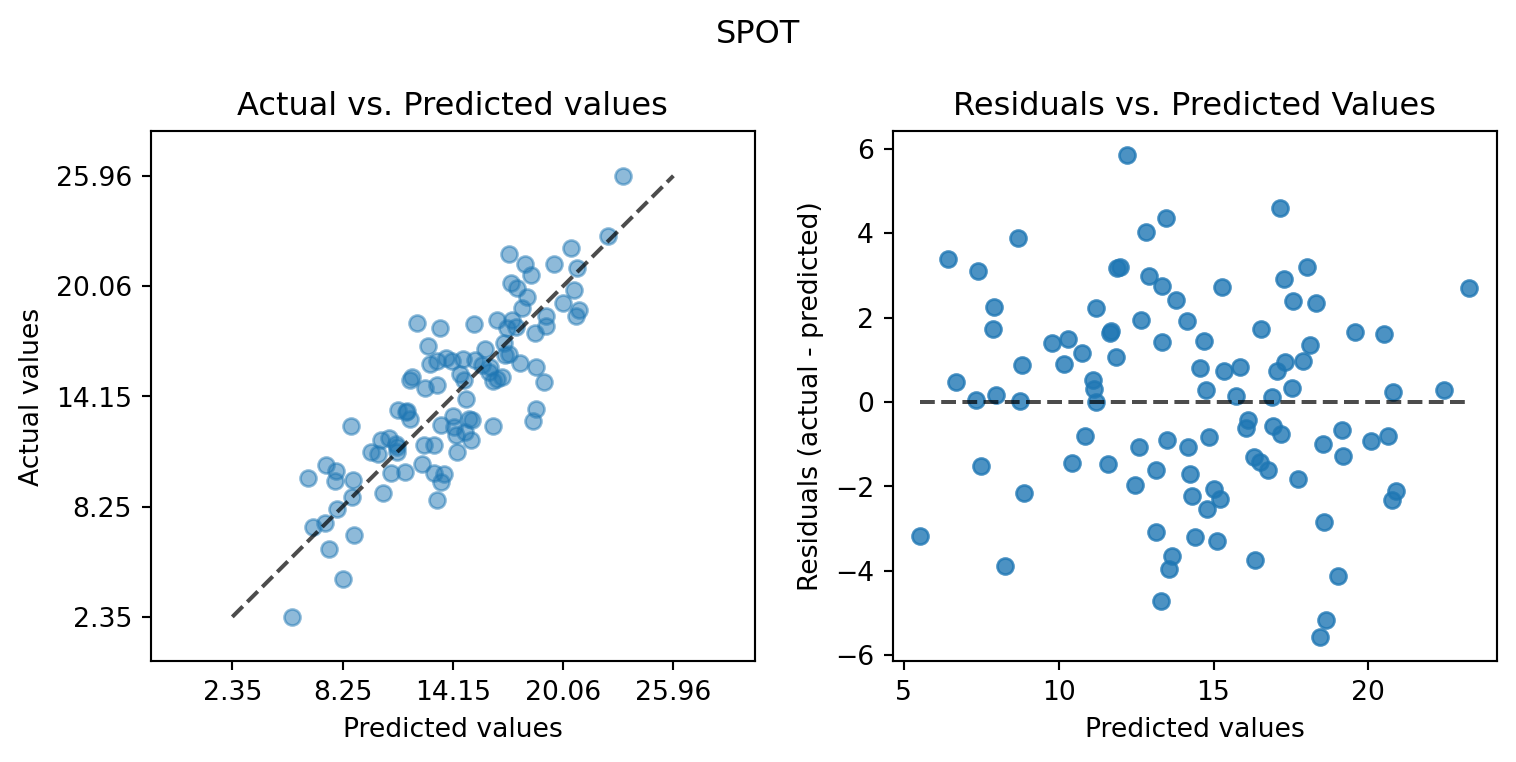 SPOT
Actual vs. Predicted values
Actual values
25.96
20.06
14.15
8.25
2.35
2.35 8.25 14.15 20.06 25.96
Predicted values
Residuals vs. Predicted Values
Residuals (actual - predicted)
6
4
2
0
−2
−4
−6
5 10 15 20
Predicted values